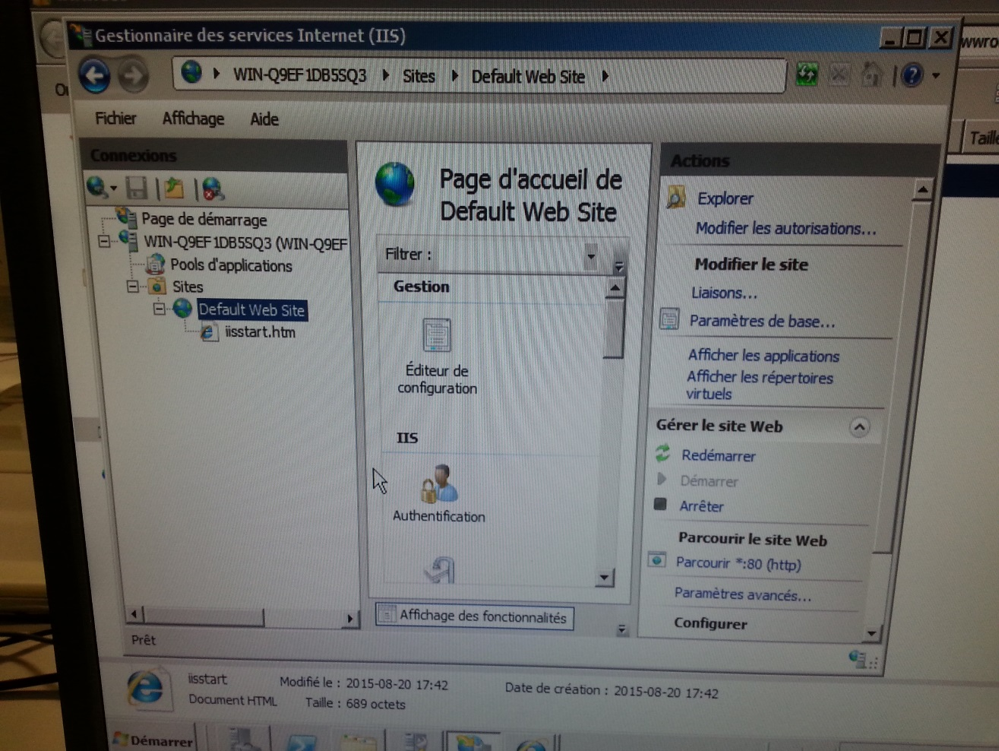 Gestionnaire des services Internet (IIS)
WIN-Q9EF1DB5SQ3 Sites Default Web Site
Fichier Affichage Aide
Connexions
Page de démarrage
WIN-Q9EF1DB5SQ3 (WIN-Q9EF
Pools d'applications
Sites
Default Web Site
iisstart.htm
Page d'accueil de
Default Web Site
Filtrer :
Gestion
Éditeur de
configuration
IIS
Authentification
Affichage des fonctionnalités
Actions
Explorer
Modifier les autorisations...
Modifier le site
Liaisons...
Paramètres de base...
Afficher les applications
Afficher les répertoires
virtuels
Gérer le site Web
Redémarrer
Démarrer
Arrêter
Parcourir le site Web
Parcourir *:80 (http)
Paramètres avancés...
Configurer
Prêt
iisstart Modifié le : 2015-08-20 17:42 Date de création : 2015-08-20 17:42
Document HTML Taille : 689 octets
Démarrer